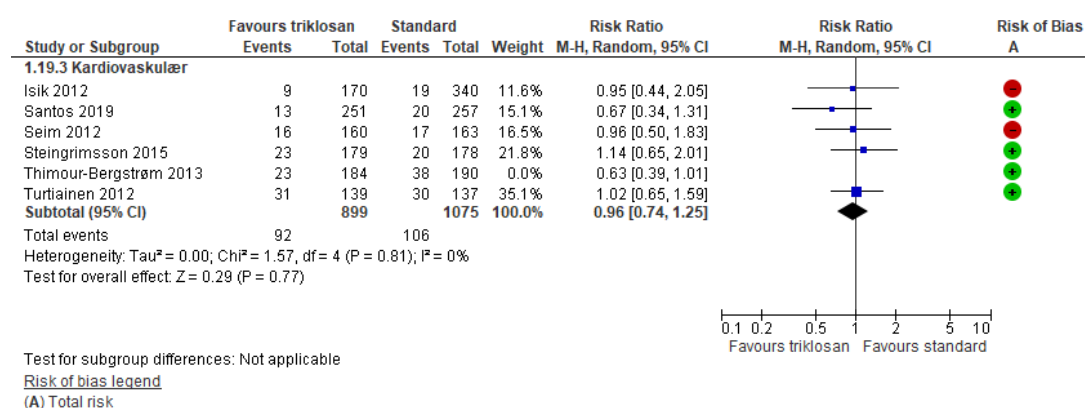 Favours triklosan Standard Risk Ratio Risk Ratio Risk of Bias
Study or Subgroup Events Total Events Total Weight M-H, Random, 95% CI M-H, Random, 95% CI A
1.19.3 Kardiovaskulær
Isik 2012 9 170 19 340 11.6% 0.95 [0.44, 2.05]
Santos 2019 13 251 20 257 15.1% 0.67 [0.34, 1.31]
Seim 2012 16 160 17 163 16.5% 0.96 [0.50, 1.83]
Steingrimsson 2015 23 179 20 178 21.8% 1.14 [0.65, 2.01]
Thimour-Bergstrøm 2013 23 184 38 190 0.0% 0.63 [0.39, 1.01]
Turtiainen 2012 31 139 30 137 35.1% 1.02 [0.65, 1.59]
Subtotal (95% CI) 899 1075 100.0% 0.96 [0.74, 1.25]
Total events 92 106
Heterogeneity: Tau² = 0.00; Chi² = 1.57, df = 4 (P = 0.81); I² = 0%
Test for overall effect: Z = 0.29 (P = 0.77)
0.1 0.2 0.5 1 2 5 10
Favours triklosan Favours standard
Test for subgroup differences: Not applicable
Risk of bias legend
(A) Total risk